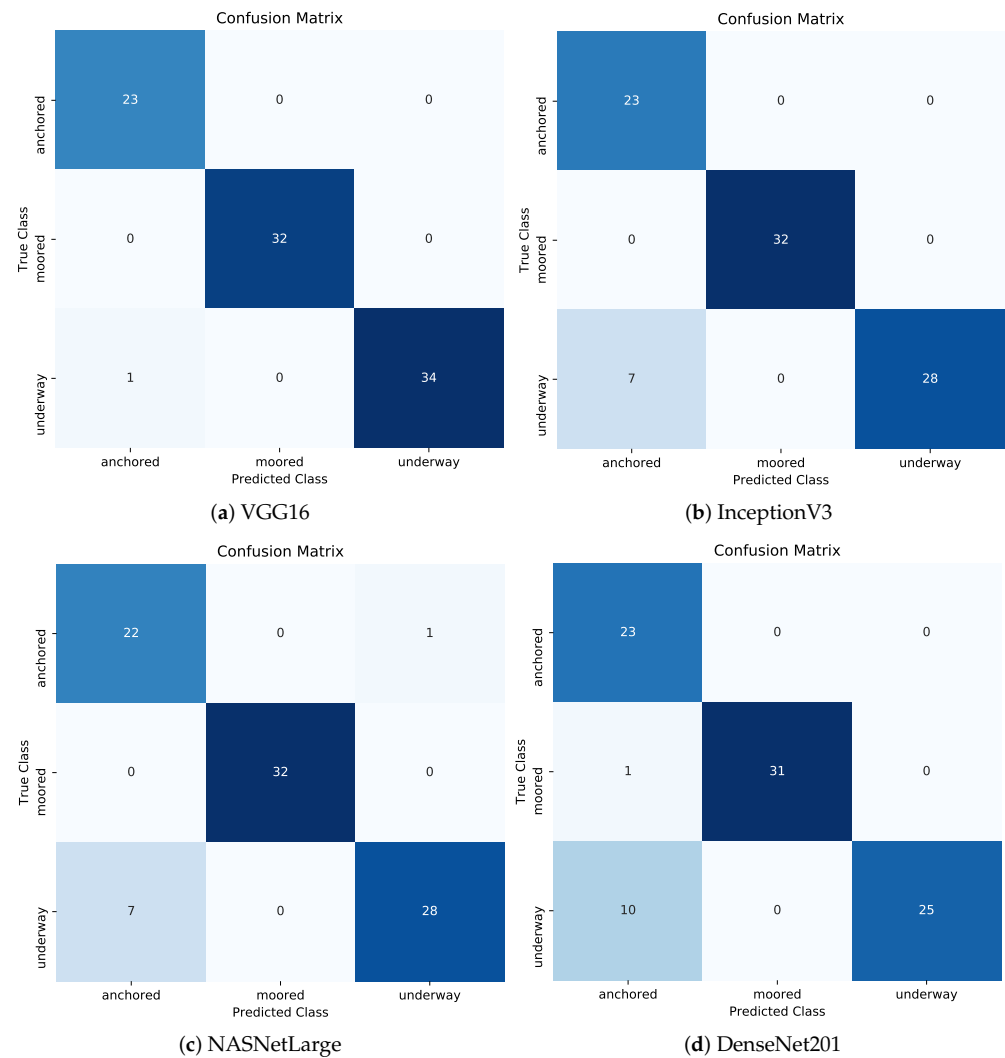 Confusion Matrix
anchored
moored
underway
True Class
23 0 0
0 32 0
1 0 34
anchored moored underway
Predicted Class
(a) VGG16
Confusion Matrix
anchored
moored
underway
True Class
23 0 0
0 32 0
7 0 28
anchored moored underway
Predicted Class
(b) InceptionV3
Confusion Matrix
anchored
moored
underway
True Class
22 0 1
0 32 0
7 0 28
anchored moored underway
Predicted Class
(c) NASNetLarge
Confusion Matrix
anchored
moored
underway
True Class
23 0 0
1 31 0
10 0 25
anchored moored underway
Predicted Class
(d) DenseNet201